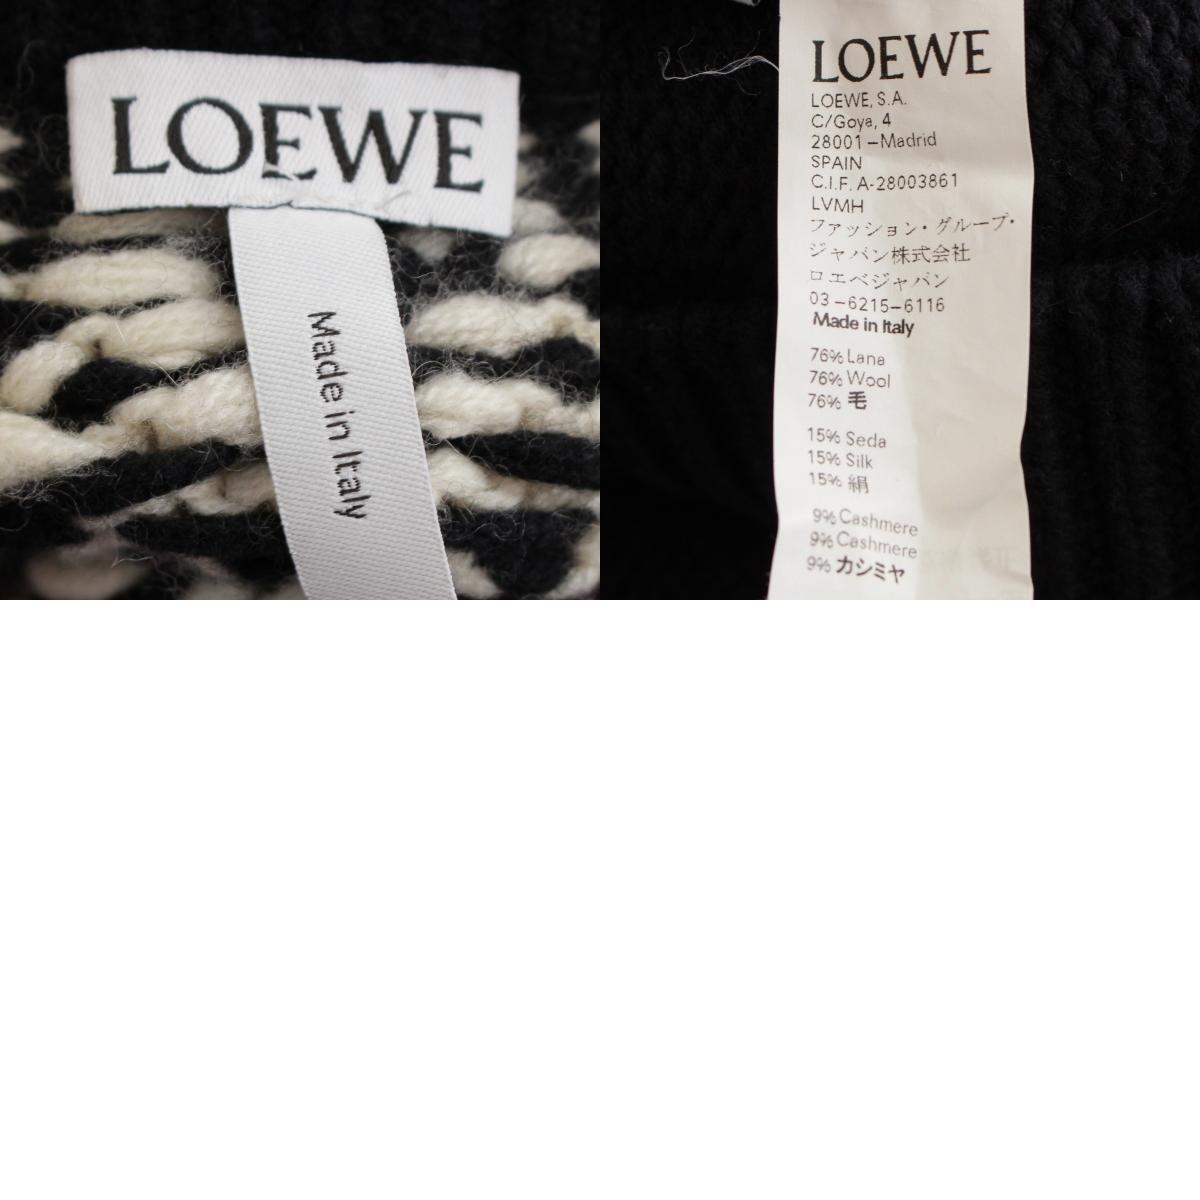 LOEWE
Made in Italy
LOEWE
LOEWE, S.A.
C/Goya, 4
28001-Madrid
SPAIN
C.I.F. A-28003861
LVMH
ファッション・グループ・
ジャパン株式会社
ロエベジャパン
03-6215-6116
Made in Italy
76% Lana
76% Wool
76% 毛
15% Seda
15% Silk
15% 絹
9% Cashmere
9% Cashmere
9% カシミヤ